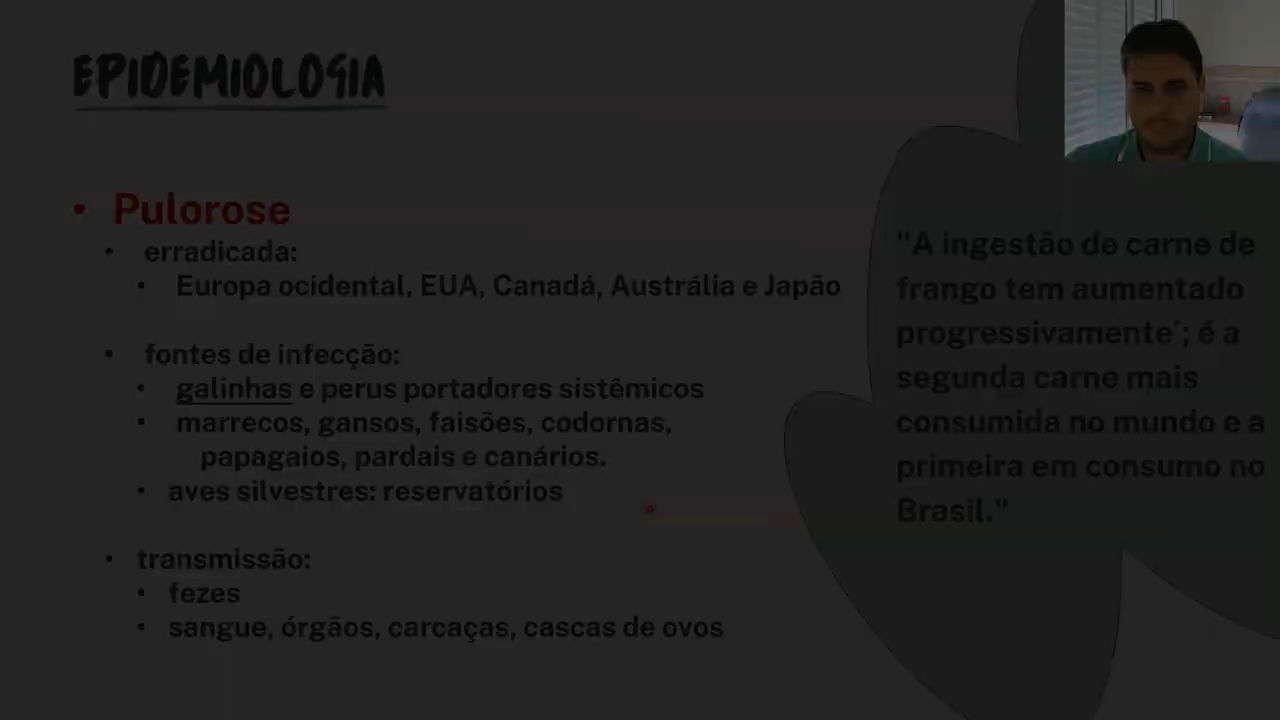 EPIDEMIOLOGIA
• Pulorose
• erradicada:
• Europa ocidental, EUA, Canadá, Austrália e Japão
• fontes de infecção:
• galinhas e perus portadores sistêmicos
• marrecos, gansos, faisões, codornas,
papagaios, pardais e canários.
• aves silvestres: reservatórios
• transmissão:
• fezes
• sangue, órgãos, carcaças, cascas de ovos
"A ingestão de carne de
frango tem aumentado
progressivamente´; é a
segunda carne mais
consumida no mundo e a
primeira em consumo no
Brasil."